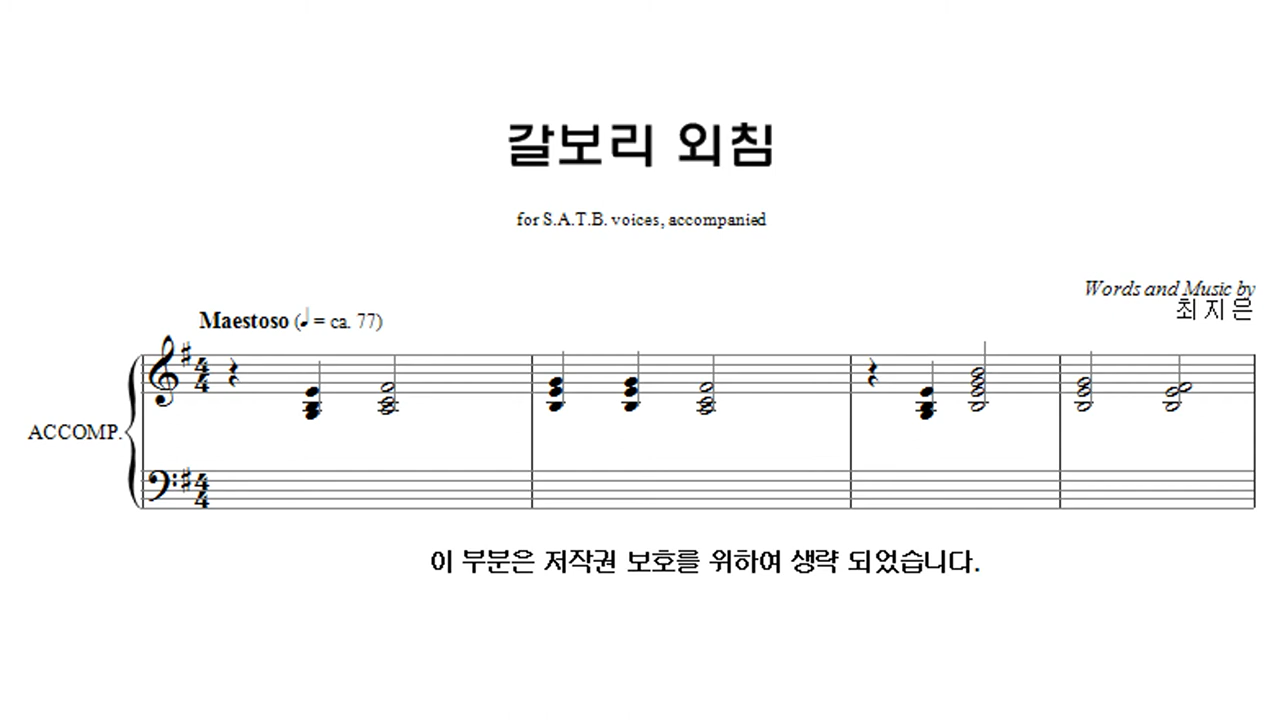 갈보리 외침
for S.A.T.B. voices, accompanied
Words and Music by
최 지 은
Maestoso (♩ = ca. 77)
ACCOMP.
이 부분은 저작권 보호를 위하여 생략 되었습니다.